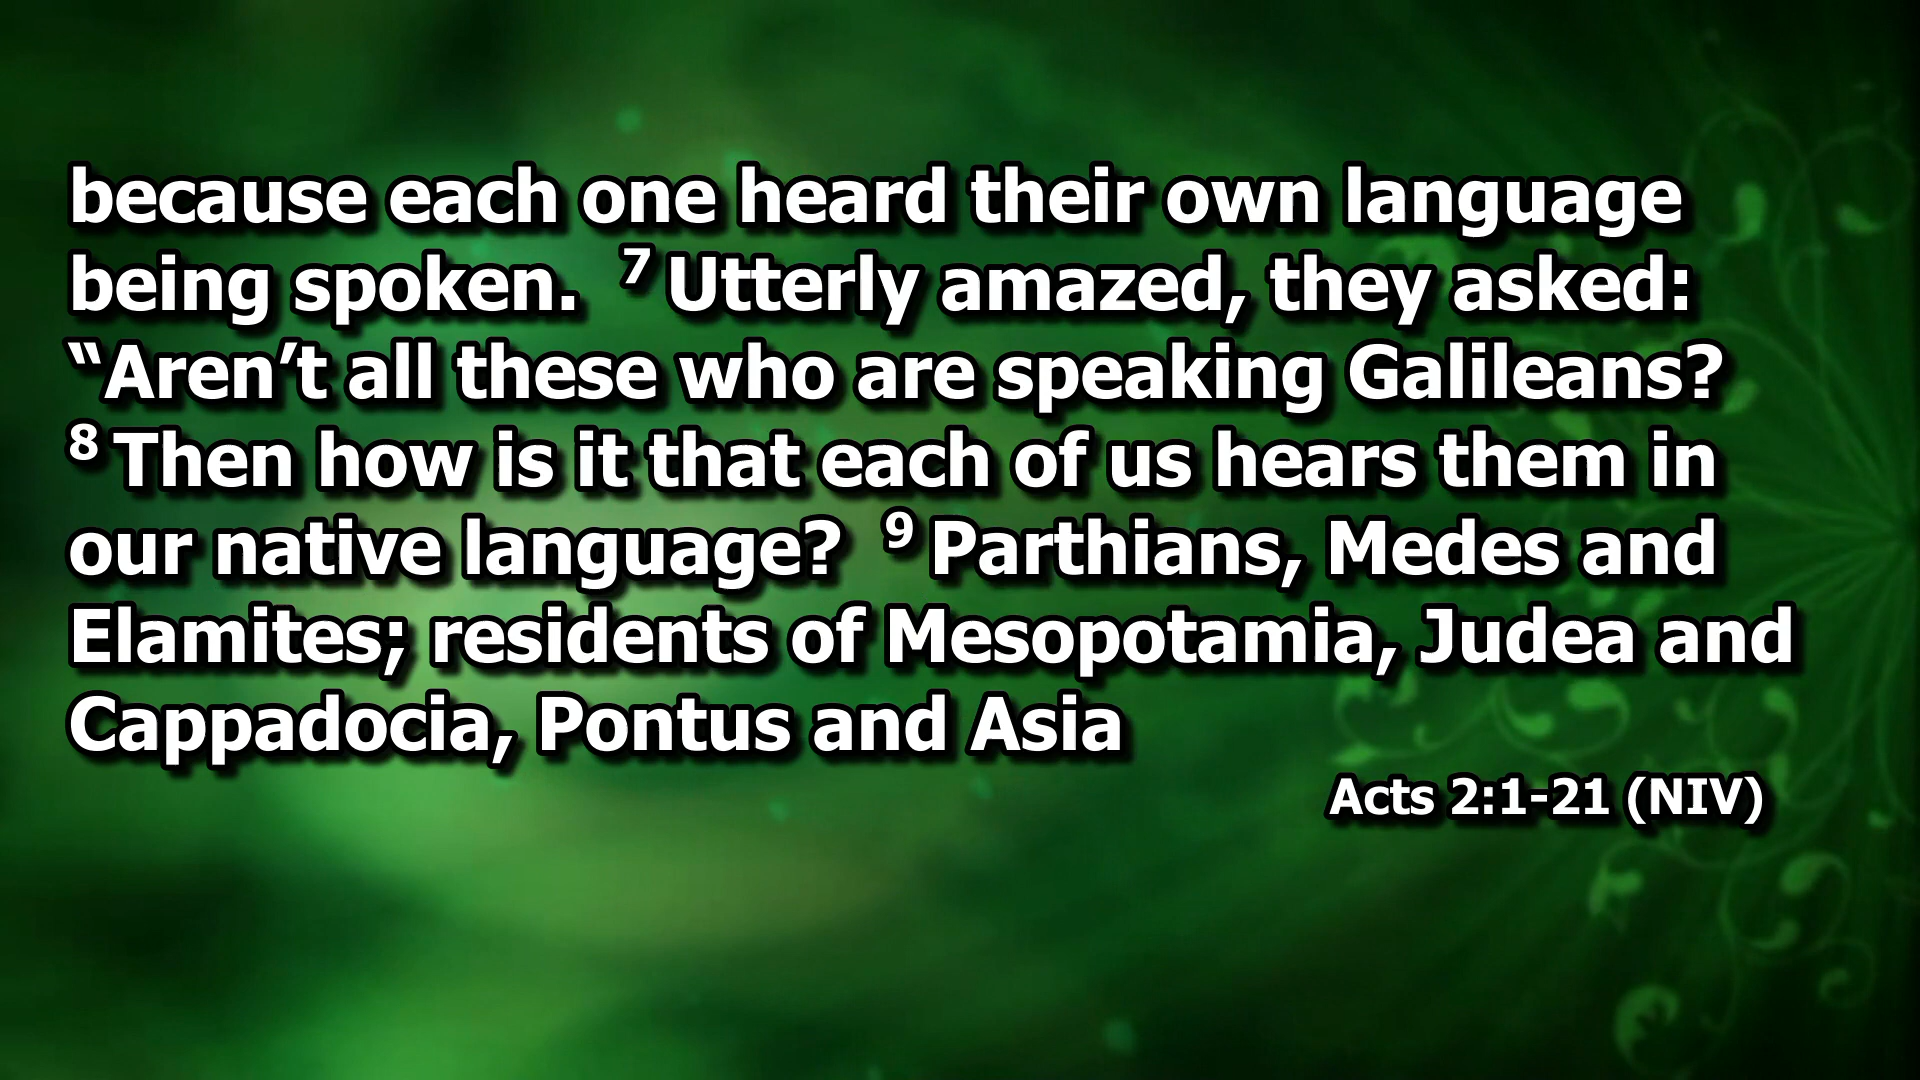 because each one heard their own language
being spoken. ⁷ Utterly amazed, they asked:
“Aren’t all these who are speaking Galileans?
⁸ Then how is it that each of us hears them in
our native language? ⁹ Parthians, Medes and
Elamites; residents of Mesopotamia, Judea and
Cappadocia, Pontus and Asia
Acts 2:1-21 (NIV)